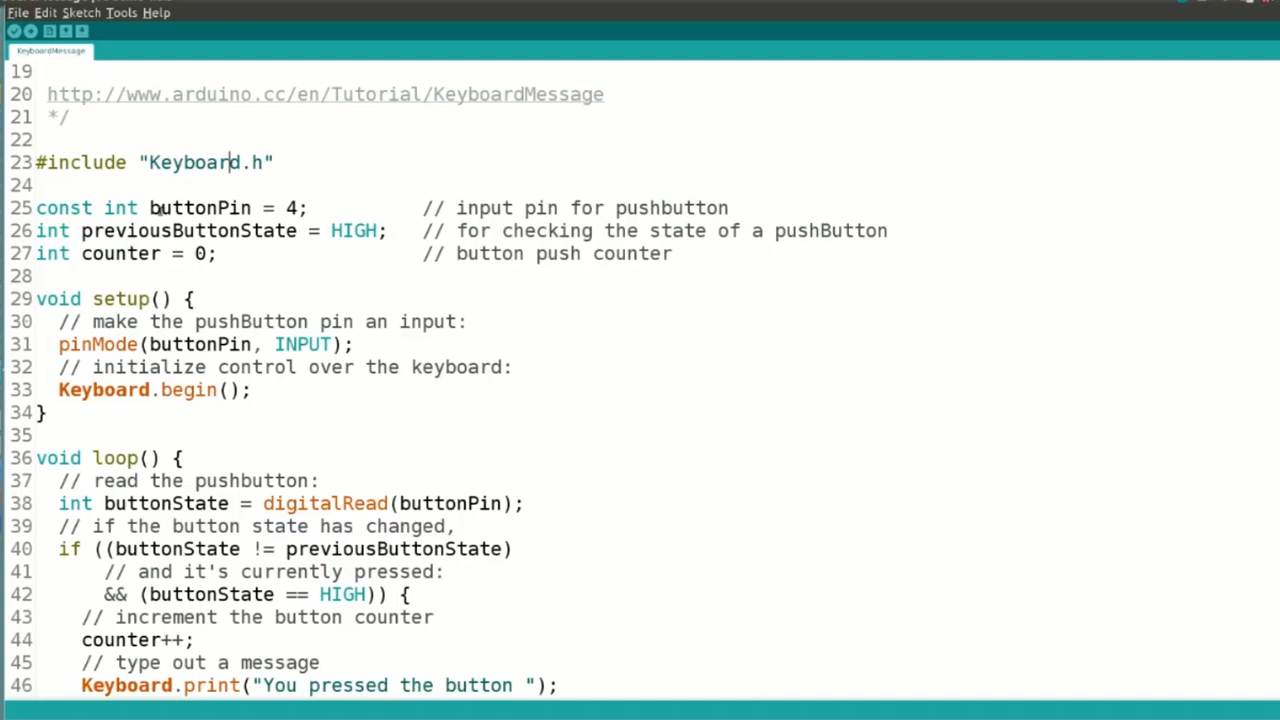 File Edit Sketch Tools Help
KeyboardMessage
19
20 http://www.arduino.cc/en/Tutorial/KeyboardMessage
21 */
22
23 #include "Keyboard.h"
24
25 const int buttonPin = 4;          // input pin for pushbutton
26 int previousButtonState = HIGH;   // for checking the state of a pushButton
27 int counter = 0;                  // button push counter
28
29 void setup() {
30   // make the pushButton pin an input:
31   pinMode(buttonPin, INPUT);
32   // initialize control over the keyboard:
33   Keyboard.begin();
34 }
35
36 void loop() {
37   // read the pushbutton:
38   int buttonState = digitalRead(buttonPin);
39   // if the button state has changed,
40   if ((buttonState != previousButtonState)
41       // and it's currently pressed:
42       && (buttonState == HIGH)) {
43     // increment the button counter
44     counter++;
45     // type out a message
46     Keyboard.print("You pressed the button ");